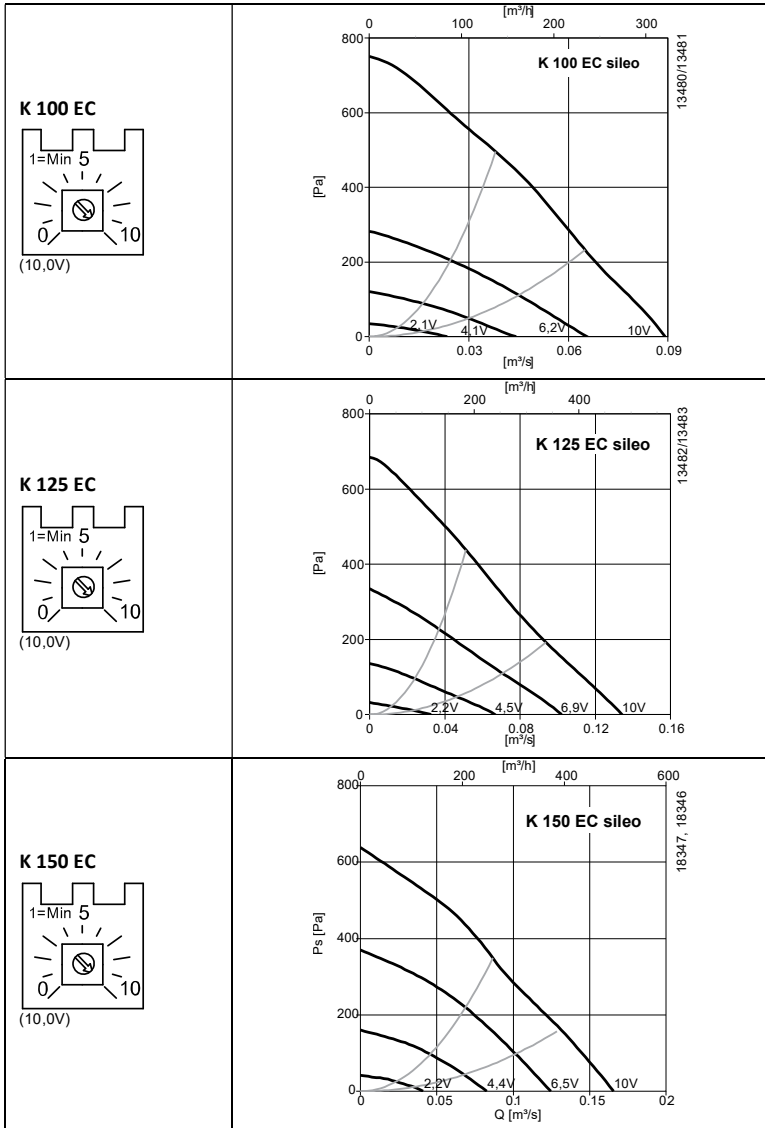 K 100 EC
1=Min 5
0 10
(10,0V)
[m³/h]
0 100 200 300
800
600
400
200
0
[Pa]
K 100 EC sileo
13480/13481
2,1V 4,1V 6,2V 10V
0 0.03 0.06 0.09
[m³/s]
K 125 EC
1=Min 5
0 10
(10,0V)
[m³/h]
0 200 400
800
600
400
200
0
[Pa]
K 125 EC sileo
13482/13483
2,2V 4,5V 6,9V 10V
0 0.04 0.08 0.12 0.16
[m³/s]
K 150 EC
1=Min 5
0 10
(10,0V)
[m³/h]
0 200 400 600
800
600
400
200
0
Ps [Pa]
K 150 EC sileo
18347, 18346
2,2V 4,4V 6,5V 10V
0 0.05 0.1 0.15 02
Q [m³/s]